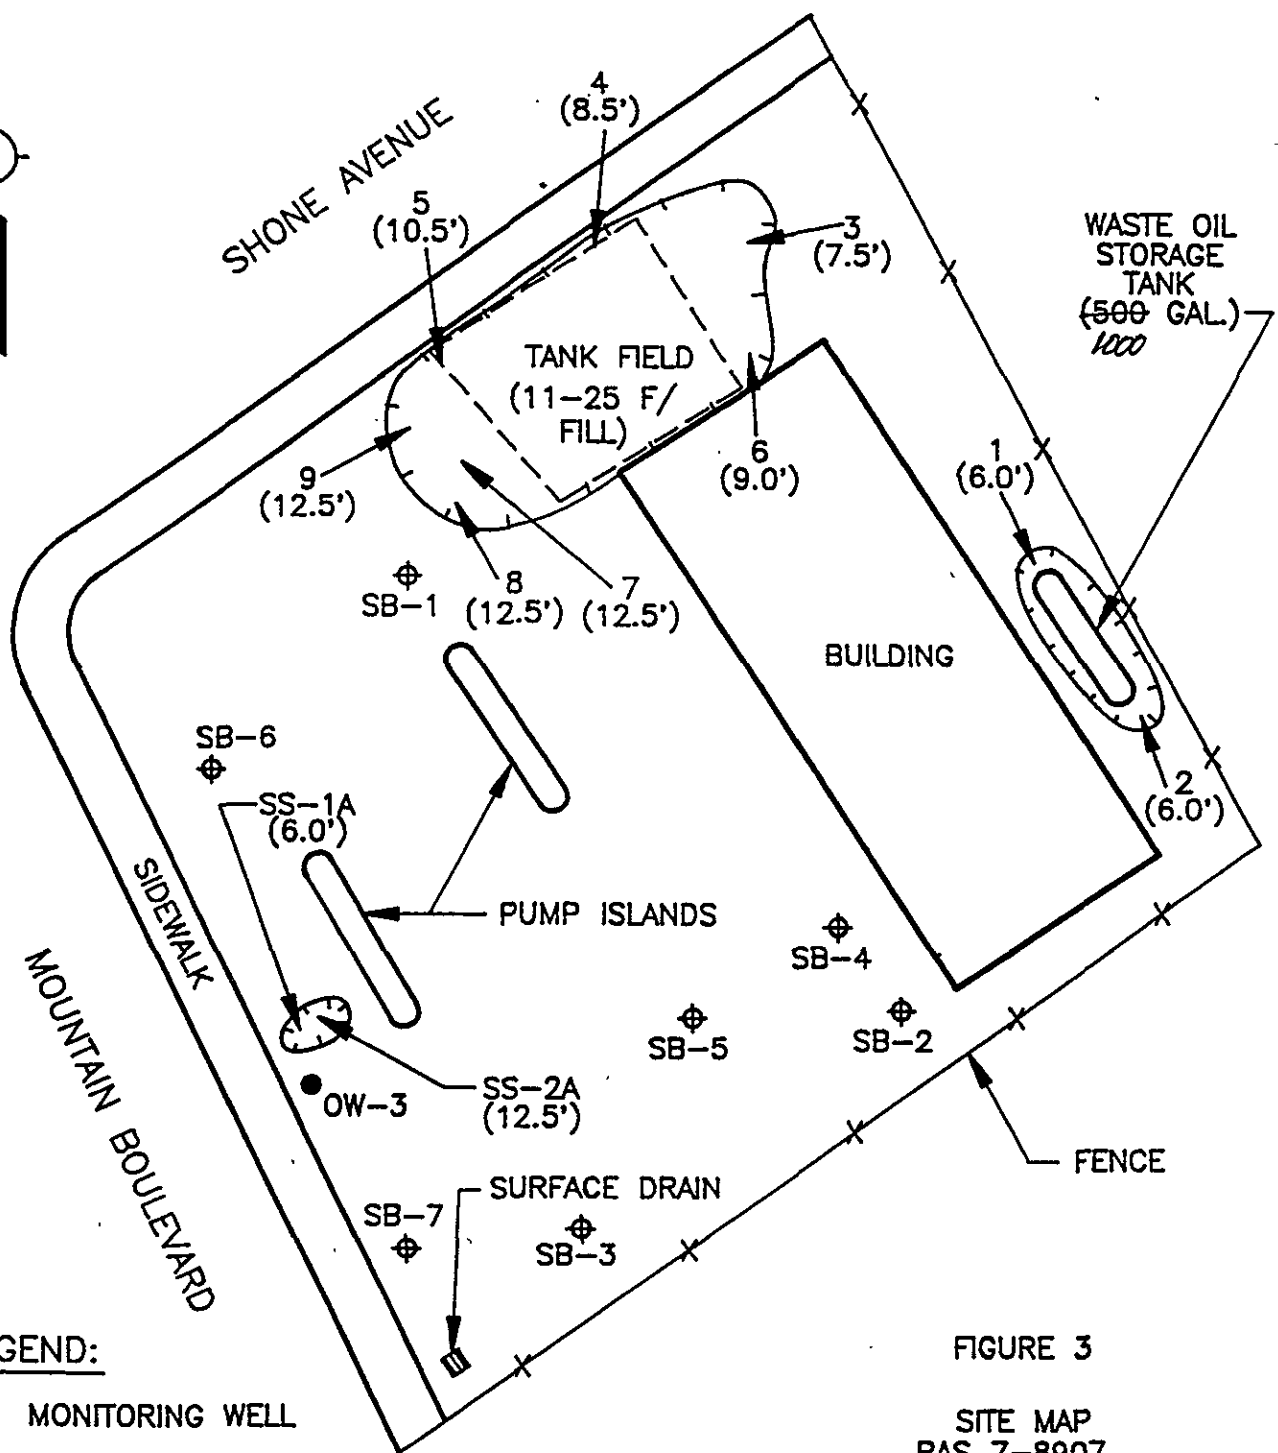 SHONE AVENUE
4
(8.5')
5
(10.5')
3
(7.5')
WASTE OIL
STORAGE
TANK
(500 GAL.)
1000
TANK FIELD
(11-25 F/
FILL)
6
(9.0')
1
(6.0')
9
(12.5')
8
(12.5')
7
(12.5')
SB-1
BUILDING
SB-6
SS-1A
(6.0')
2
(6.0')
SIDEWALK
PUMP ISLANDS
SB-4
MOUNTAIN BOULEVARD
SB-5
SB-2
SS-2A
(12.5')
OW-3
FENCE
SURFACE DRAIN
SB-7
SB-3
GEND:
MONITORING WELL
FIGURE 3
SITE MAP
PAS 7-8907